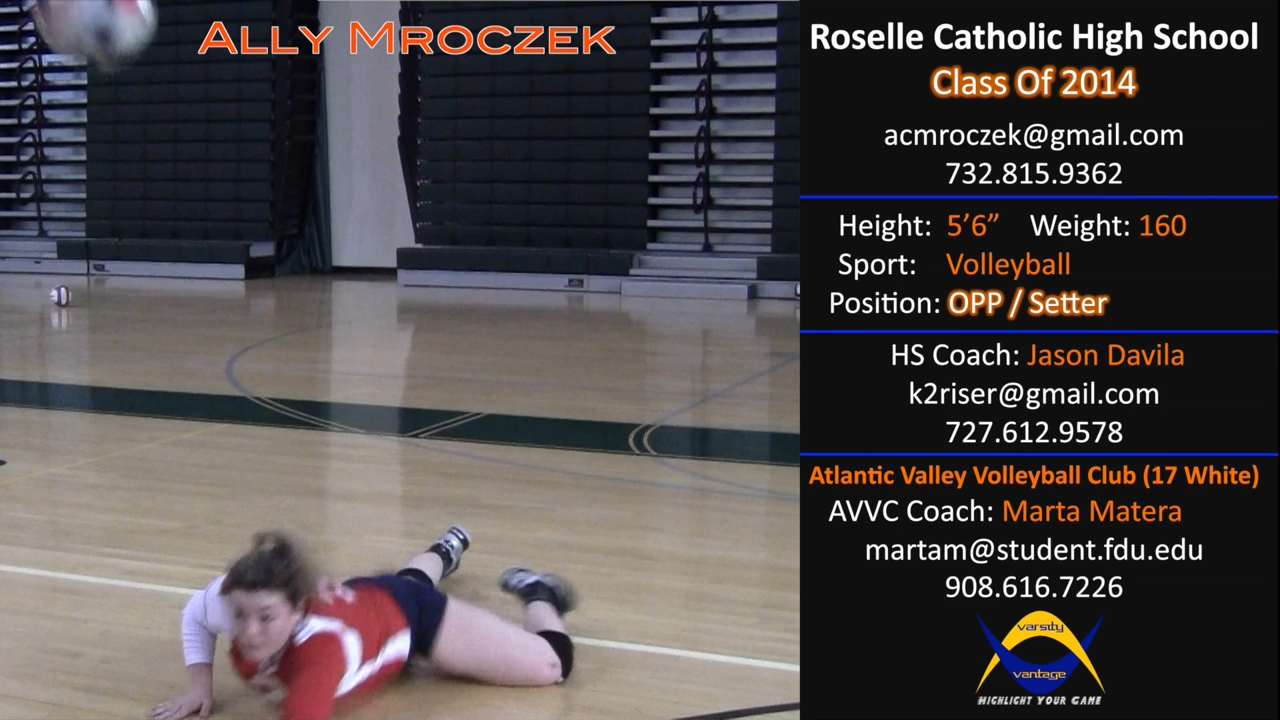 ALLY MROCZEK
Roselle Catholic High School
Class Of 2014
acmroczek@gmail.com
732.815.9362
Height: 5’6” Weight: 160
Sport: Volleyball
Position: OPP / Setter
HS Coach: Jason Davila
k2riser@gmail.com
727.612.9578
Atlantic Valley Volleyball Club (17 White)
AVVC Coach: Marta Matera
martam@student.fdu.edu
908.616.7226
varsity
vantage
HIGHLIGHT YOUR GAME